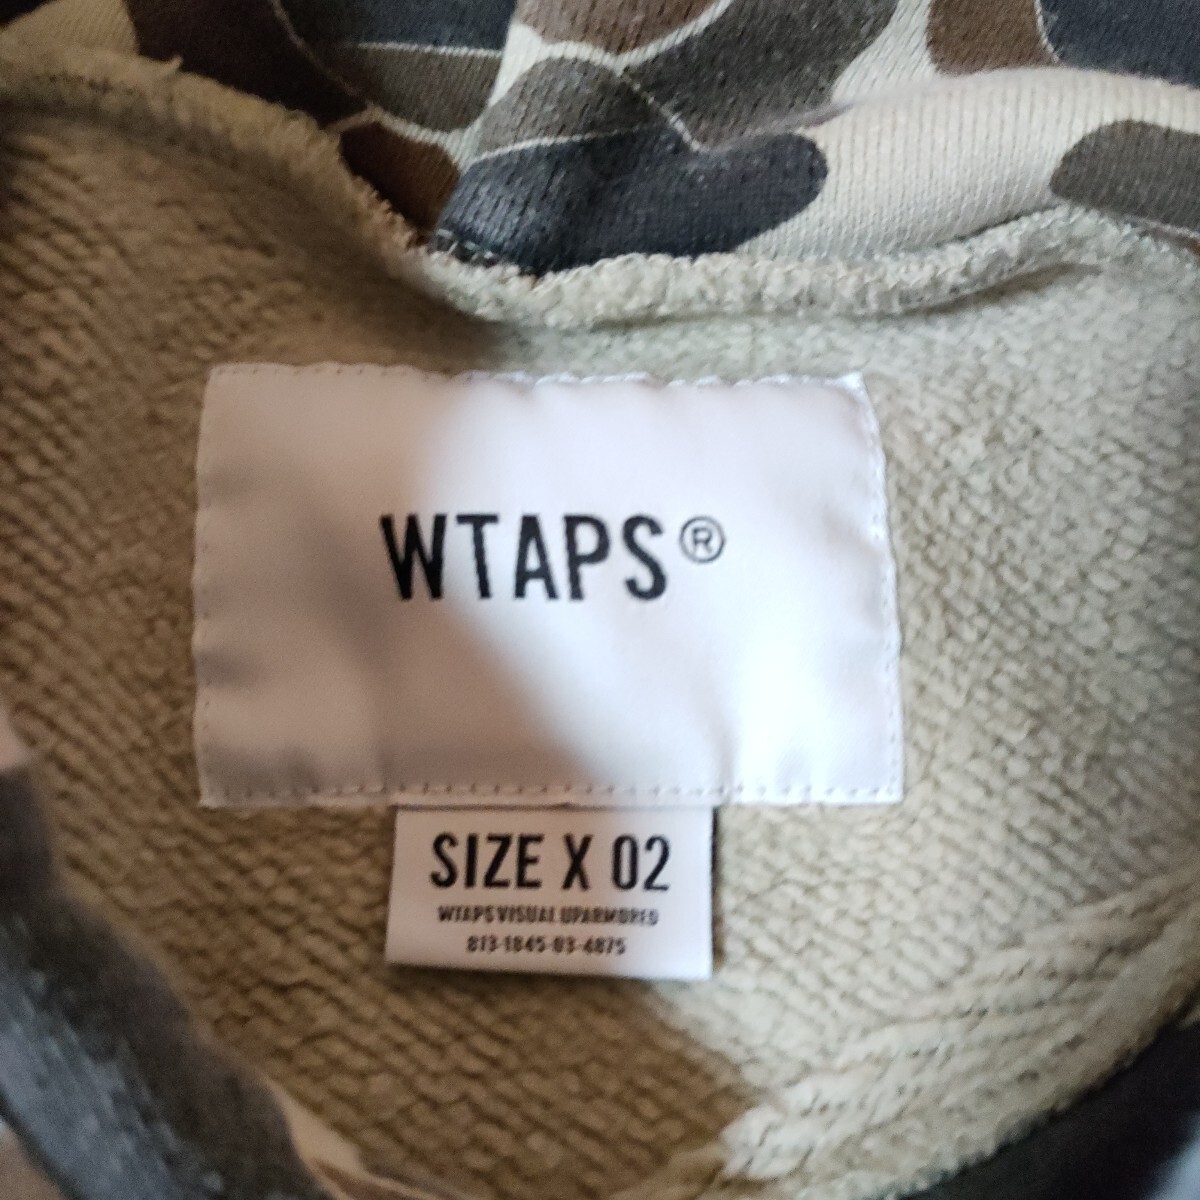 WTAPS®
SIZE X 02
WTAPS VISUAL UPARMORED
813-1845-03-4875